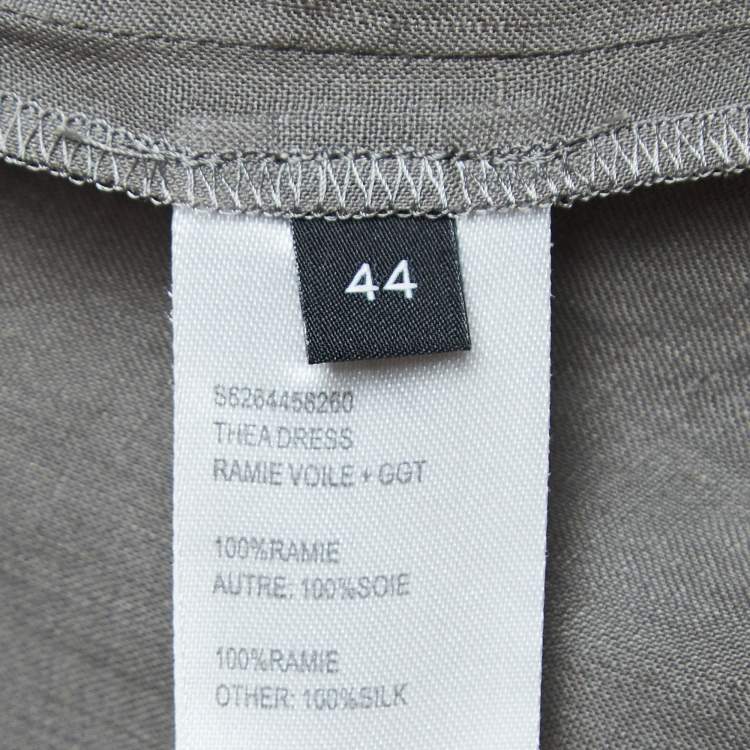 44
S6264456260
THEA DRESS
RAMIE VOILE + GGT
100%RAMIE
AUTRE: 100%SOIE
100%RAMIE
OTHER: 100%SILK